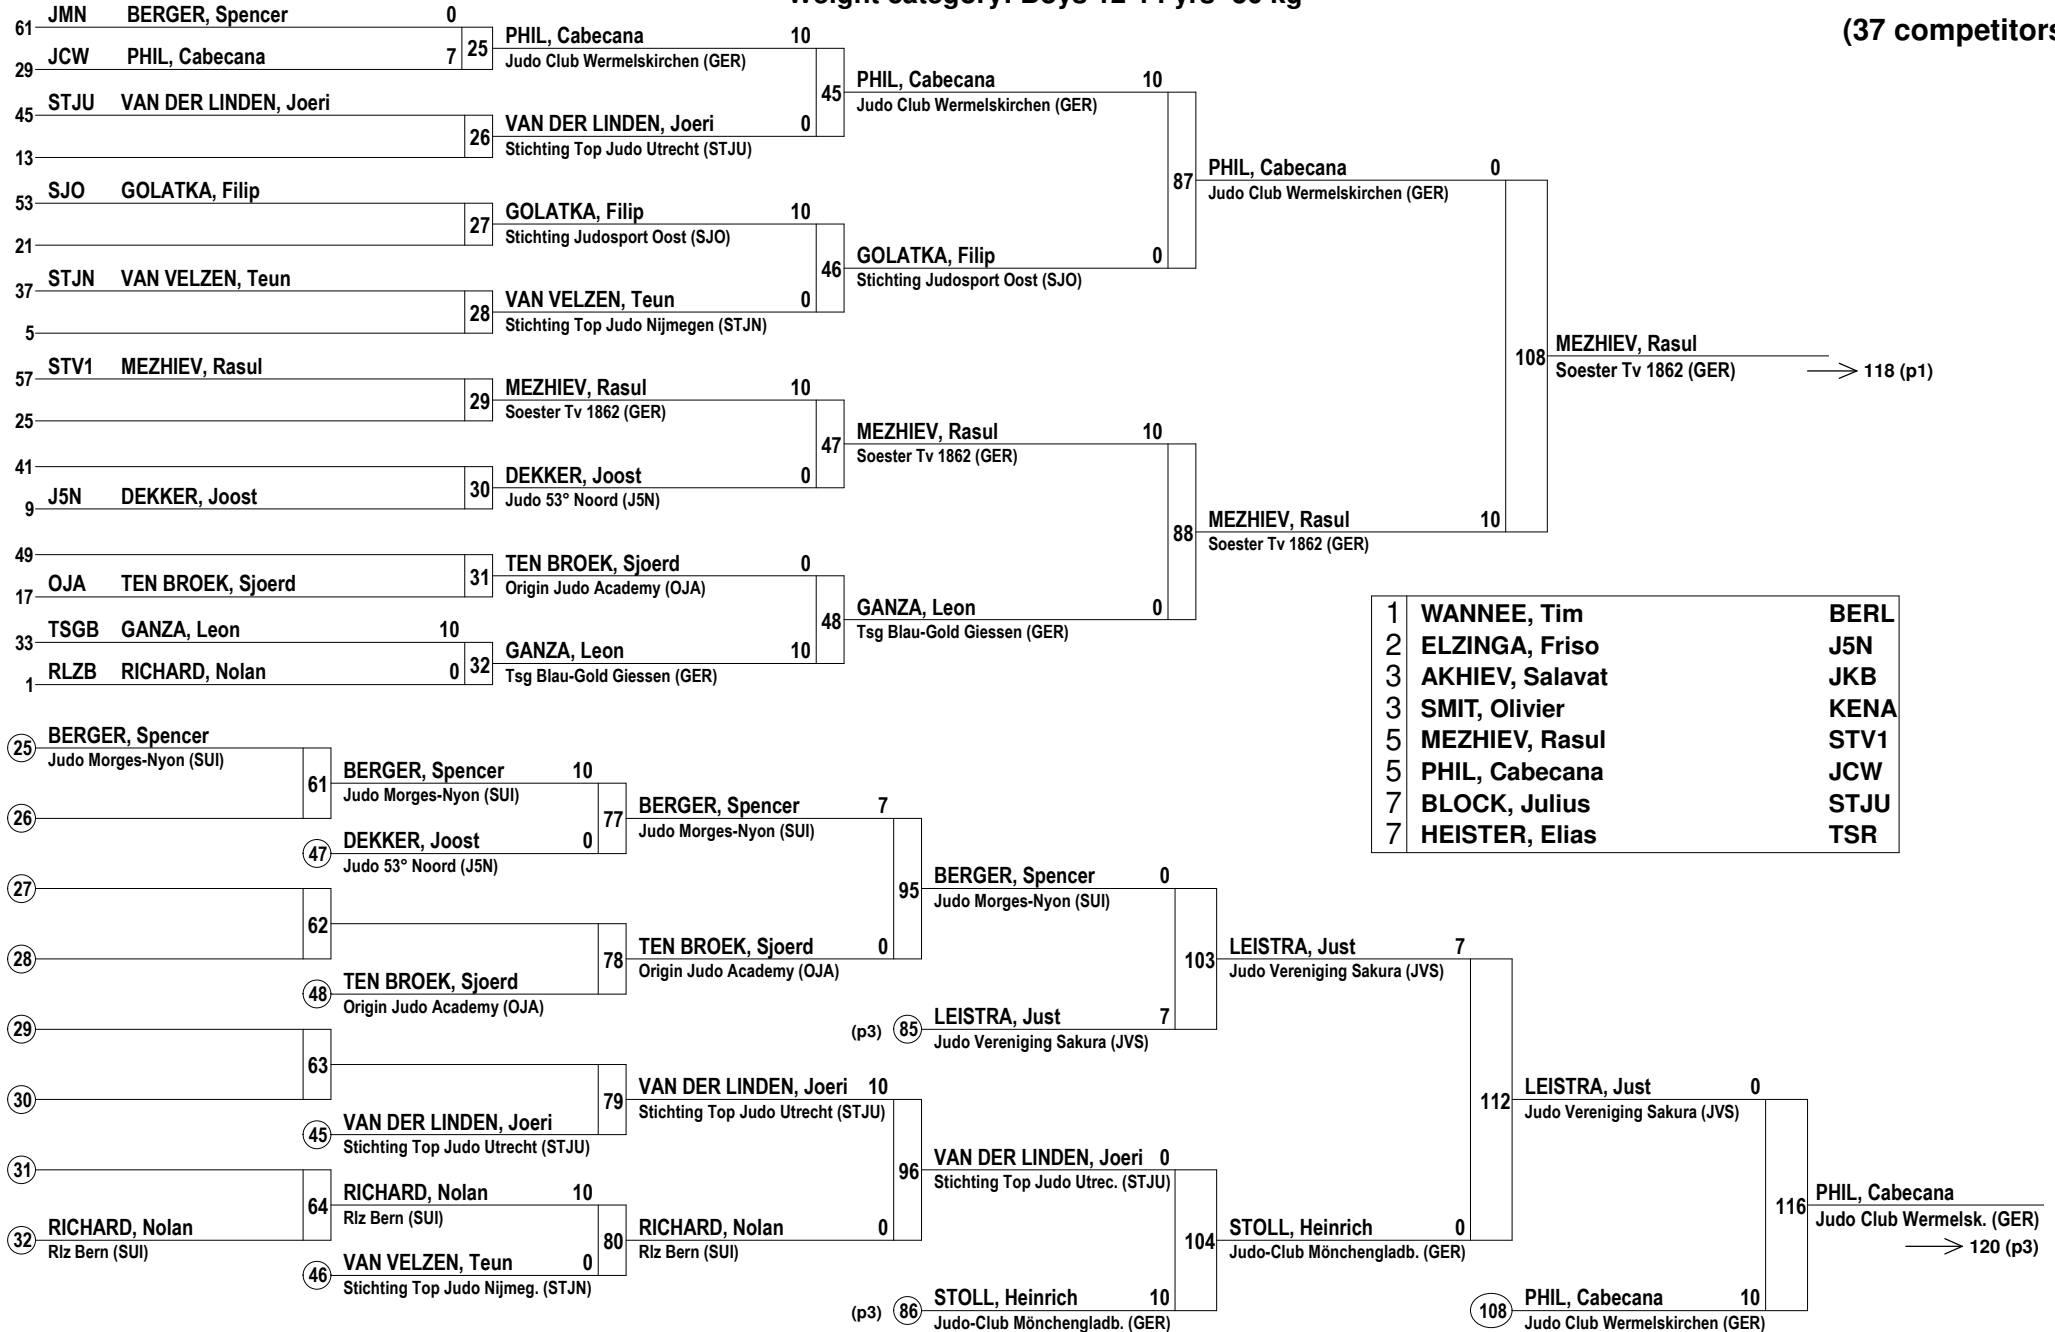 Weight category: Boys 12-14 yrs -50 kg
(37 competitors
61 JMN BERGER, Spencer 0
29 JCW PHIL, Cabecana 7
25 PHIL, Cabecana 10
Judo Club Wermelskirchen (GER)
45 STJU VAN DER LINDEN, Joeri
13
26 VAN DER LINDEN, Joeri 0
Stichting Top Judo Utrecht (STJU)
45 PHIL, Cabecana 10
Judo Club Wermelskirchen (GER)
53 SJO GOLATKA, Filip
21
27 GOLATKA, Filip 10
Stichting Judosport Oost (SJO)
37 STJN VAN VELZEN, Teun
5
28 VAN VELZEN, Teun 0
Stichting Top Judo Nijmegen (STJN)
46 GOLATKA, Filip 0
Stichting Judosport Oost (SJO)
87 PHIL, Cabecana 0
Judo Club Wermelskirchen (GER)
57 STV1 MEZHIEV, Rasul
25
29 MEZHIEV, Rasul 10
Soester Tv 1862 (GER)
41
9 J5N DEKKER, Joost
30 DEKKER, Joost 0
Judo 53° Noord (J5N)
47 MEZHIEV, Rasul 10
Soester Tv 1862 (GER)
49
17 OJA TEN BROEK, Sjoerd
31 TEN BROEK, Sjoerd 0
Origin Judo Academy (OJA)
33 TSGB GANZA, Leon 10
1 RLZB RICHARD, Nolan 0
32 GANZA, Leon 10
Tsg Blau-Gold Giessen (GER)
48 GANZA, Leon 0
Tsg Blau-Gold Giessen (GER)
88 MEZHIEV, Rasul 10
Soester Tv 1862 (GER)
108 MEZHIEV, Rasul
Soester Tv 1862 (GER) 118 (p1)
1 WANNEE, Tim BERL
2 ELZINGA, Friso J5N
3 AKHIEV, Salavat JKB
3 SMIT, Olivier KENA
5 MEZHIEV, Rasul STV1
5 PHIL, Cabecana JCW
7 BLOCK, Julius STJU
7 HEISTER, Elias TSR
25 BERGER, Spencer
Judo Morges-Nyon (SUI)
26
61 BERGER, Spencer 10
Judo Morges-Nyon (SUI)
47 DEKKER, Joost 0
Judo 53° Noord (J5N)
77 BERGER, Spencer 7
Judo Morges-Nyon (SUI)
27
28
62
48 TEN BROEK, Sjoerd
Origin Judo Academy (OJA)
78 TEN BROEK, Sjoerd 0
Origin Judo Academy (OJA)
95 BERGER, Spencer 0
Judo Morges-Nyon (SUI)
(p3) 85 LEISTRA, Just 7
Judo Vereniging Sakura (JVS)
103 LEISTRA, Just 7
Judo Vereniging Sakura (JVS)
29
30
63
45 VAN DER LINDEN, Joeri
Stichting Top Judo Utrecht (STJU)
79 VAN DER LINDEN, Joeri 10
Stichting Top Judo Utrecht (STJU)
31
32 RICHARD, Nolan
Rlz Bern (SUI)
64 RICHARD, Nolan 10
Rlz Bern (SUI)
46 VAN VELZEN, Teun 0
Stichting Top Judo Nijmeg. (STJN)
80 RICHARD, Nolan 0
Rlz Bern (SUI)
96 VAN DER LINDEN, Joeri 0
Stichting Top Judo Utrec. (STJU)
(p3) 86 STOLL, Heinrich 10
Judo-Club Mönchengladb. (GER)
104 STOLL, Heinrich 0
Judo-Club Mönchengladb. (GER)
112 LEISTRA, Just 0
Judo Vereniging Sakura (JVS)
108 PHIL, Cabecana 10
Judo Club Wermelskirchen (GER)
116 PHIL, Cabecana
Judo Club Wermelsk. (GER)
120 (p3)